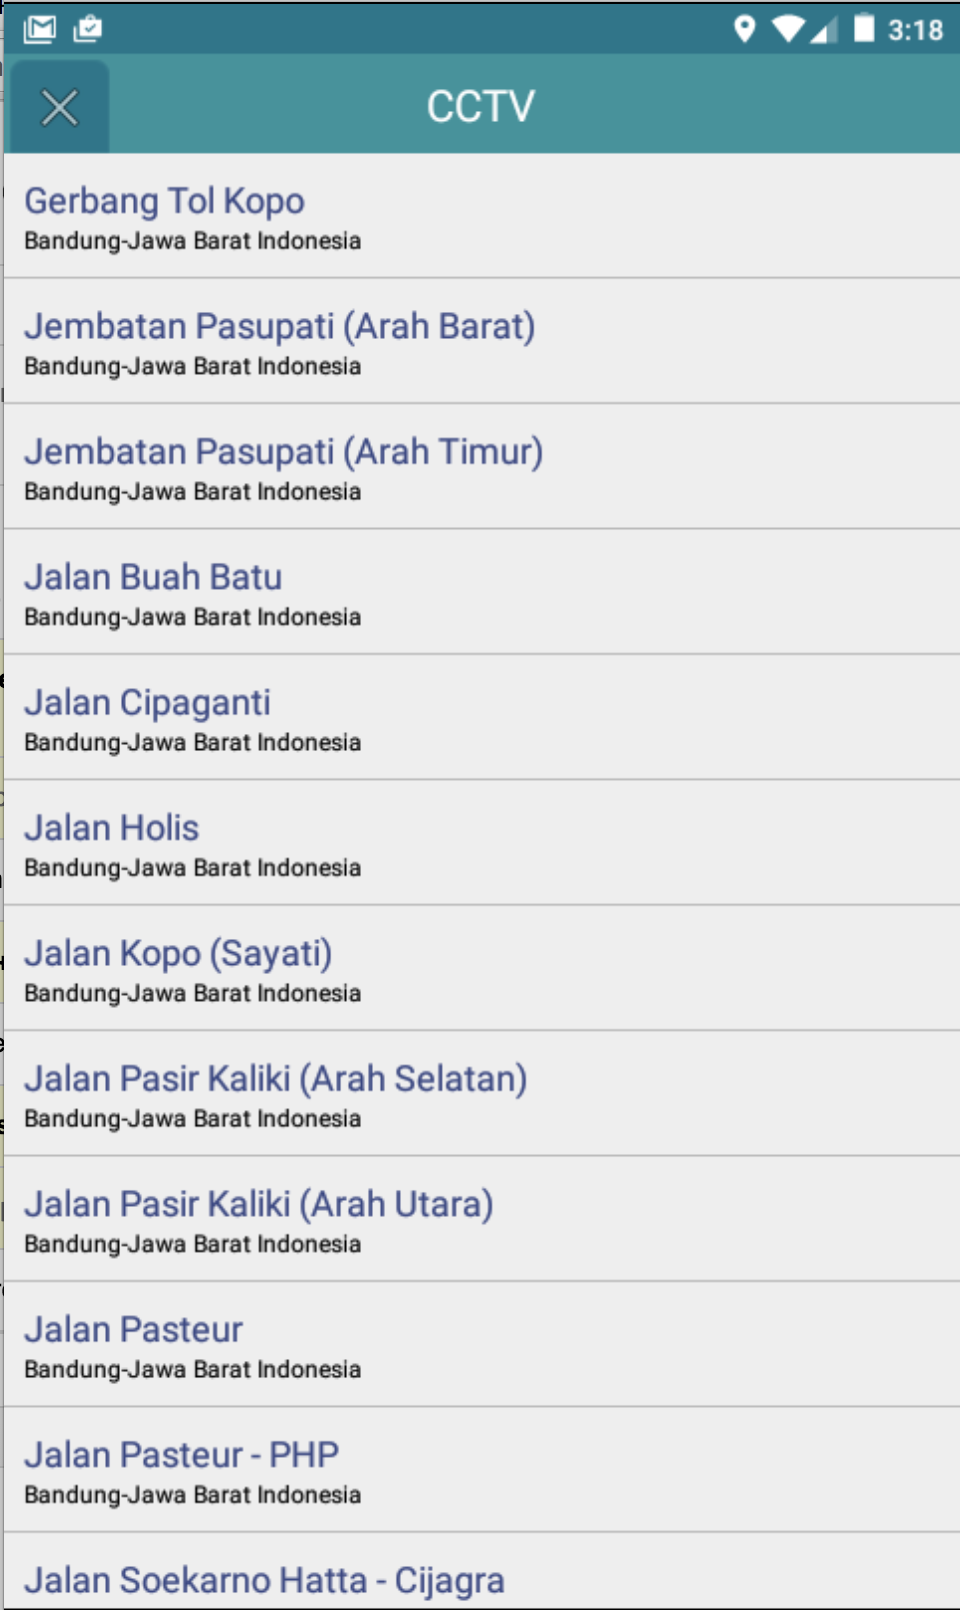 3:18
CCTV
Gerbang Tol Kopo
Bandung-Jawa Barat Indonesia
Jembatan Pasupati (Arah Barat)
Bandung-Jawa Barat Indonesia
Jembatan Pasupati (Arah Timur)
Bandung-Jawa Barat Indonesia
Jalan Buah Batu
Bandung-Jawa Barat Indonesia
Jalan Cipaganti
Bandung-Jawa Barat Indonesia
Jalan Holis
Bandung-Jawa Barat Indonesia
Jalan Kopo (Sayati)
Bandung-Jawa Barat Indonesia
Jalan Pasir Kaliki (Arah Selatan)
Bandung-Jawa Barat Indonesia
Jalan Pasir Kaliki (Arah Utara)
Bandung-Jawa Barat Indonesia
Jalan Pasteur
Bandung-Jawa Barat Indonesia
Jalan Pasteur - PHP
Bandung-Jawa Barat Indonesia
Jalan Soekarno Hatta - Cijagra